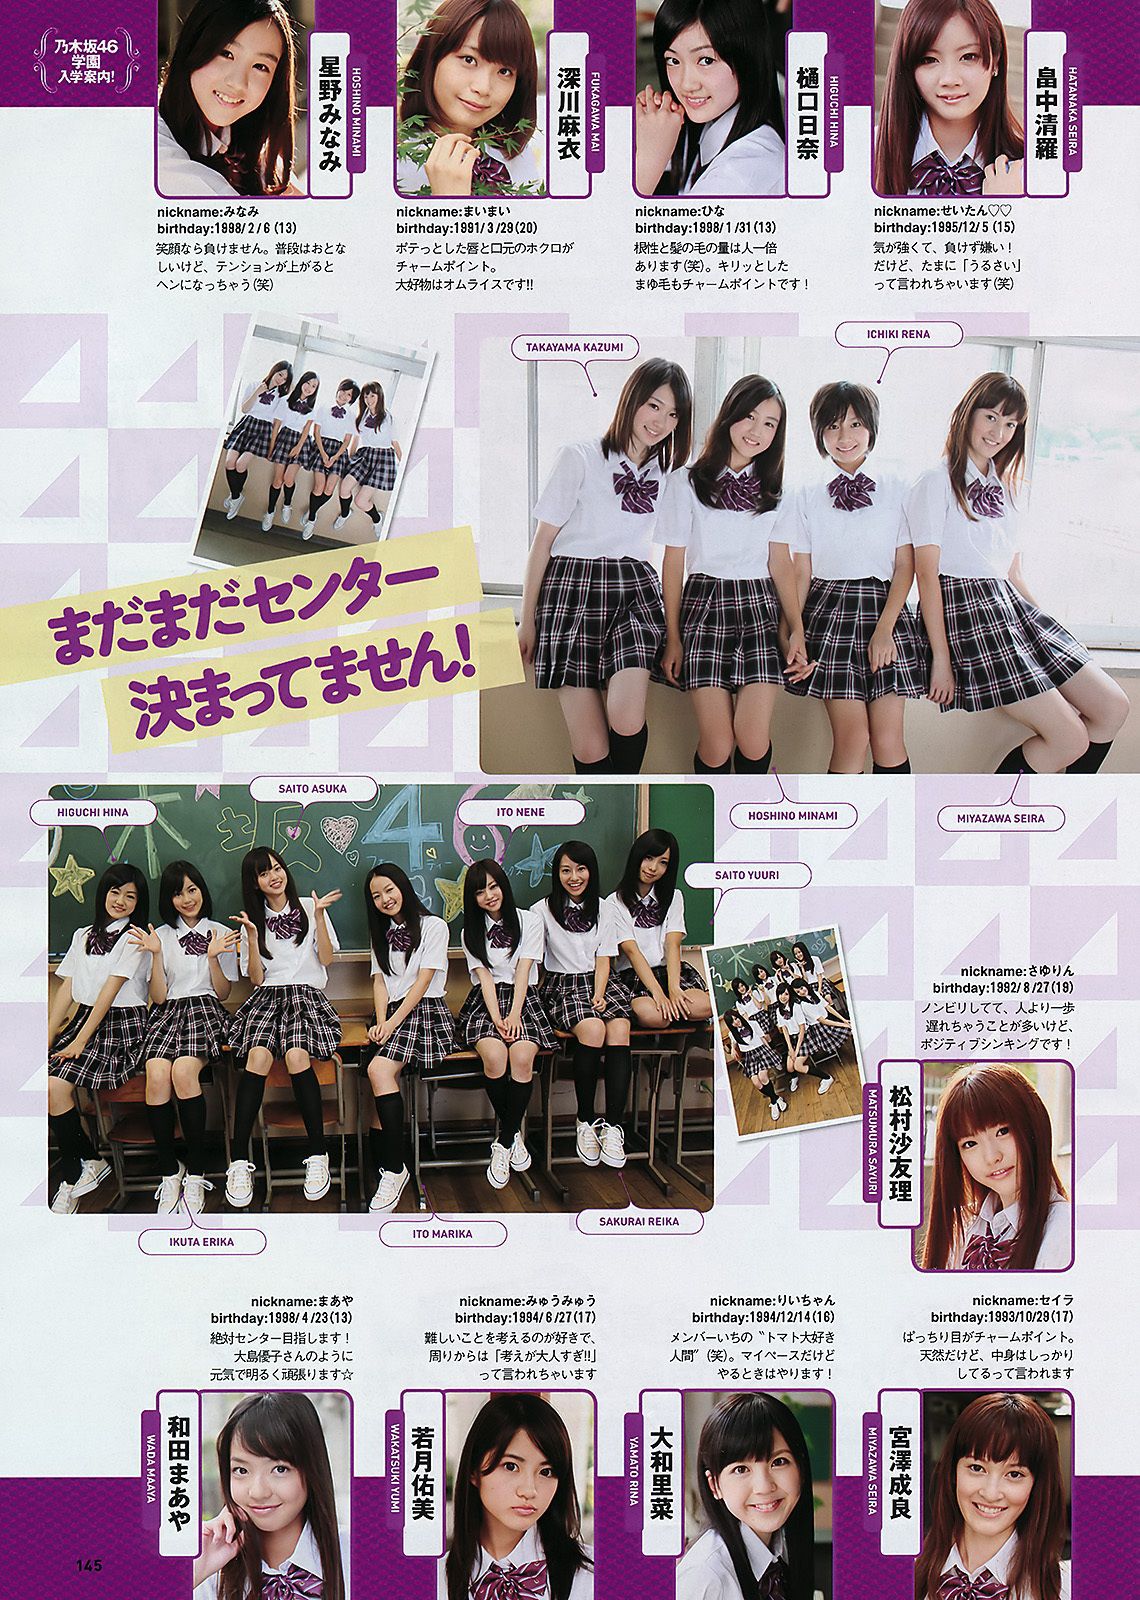 乃木坂46
学園
入学案内!
星野みなみ
HOSHINO MINAMI
深川麻衣
FUKAGAWA MAI
樋口日奈
HIGUCHI HINA
畠中清羅
HATANAKA SEIRA
nickname:みなみ
birthday:1998/2/6(13)
笑顔なら負けません。普段はおとな
しいけど、テンションが上がると
ヘンになっちゃう(笑)
nickname:まいまい
birthday:1991/3/29(20)
ポテっとした唇と口元のホクロが
チャームポイント。
大好物はオムライスです!!
nickname:ひな
birthday:1998/1/31(13)
根性と髪の毛の量は人一倍
あります(笑)。キリッとした
まゆ毛もチャームポイントです!
nickname:せいたん♡♡
birthday:1995/12/5(15)
気が強くて、負けず嫌い!
だけど、たまに「うるさい」
って言われちゃいます(笑)
TAKAYAMA KAZUMI
ICHIKI RENA
まだまだセンター
決まってません!
HOSHINO MINAMI
MIYAZAWA SEIRA
HIGUCHI HINA
SAITO ASUKA
ITO NENE
SAITO YUURI
木坂46
IKUTA ERIKA
ITO MARIKA
SAKURAI REIKA
nickname:さゆりん
birthday:1992/8/27(19)
ノンビリしてて、人より一歩
遅れちゃうことが多いけど、
ポジティブシンキングです!
松村沙友理
MATSUMURA SAYURI
nickname:まあや
birthday:1998/4/23(13)
絶対センター目指します!
大島優子さんのように
元気で明るく頑張ります☆
nickname:みゅうみゅう
birthday:1994/6/27(17)
難しいことを考えるのが好きで、
周りからは「考えが大人すぎ!!」
って言われちゃいます
nickname:りいちゃん
birthday:1994/12/14(16)
メンバーいちの〝トマト大好き
人間〟(笑)。マイペースだけど
やるときはやります!
nickname:セイラ
birthday:1993/10/29(17)
ぱっちり目がチャームポイント。
天然だけど、中身はしっかり
してるって言われます
和田まあや
WADA MAAYA
若月佑美
WAKATSUKI YUMI
大和里菜
YAMATO RINA
宮澤成良
MIYAZAWA SEIRA
145